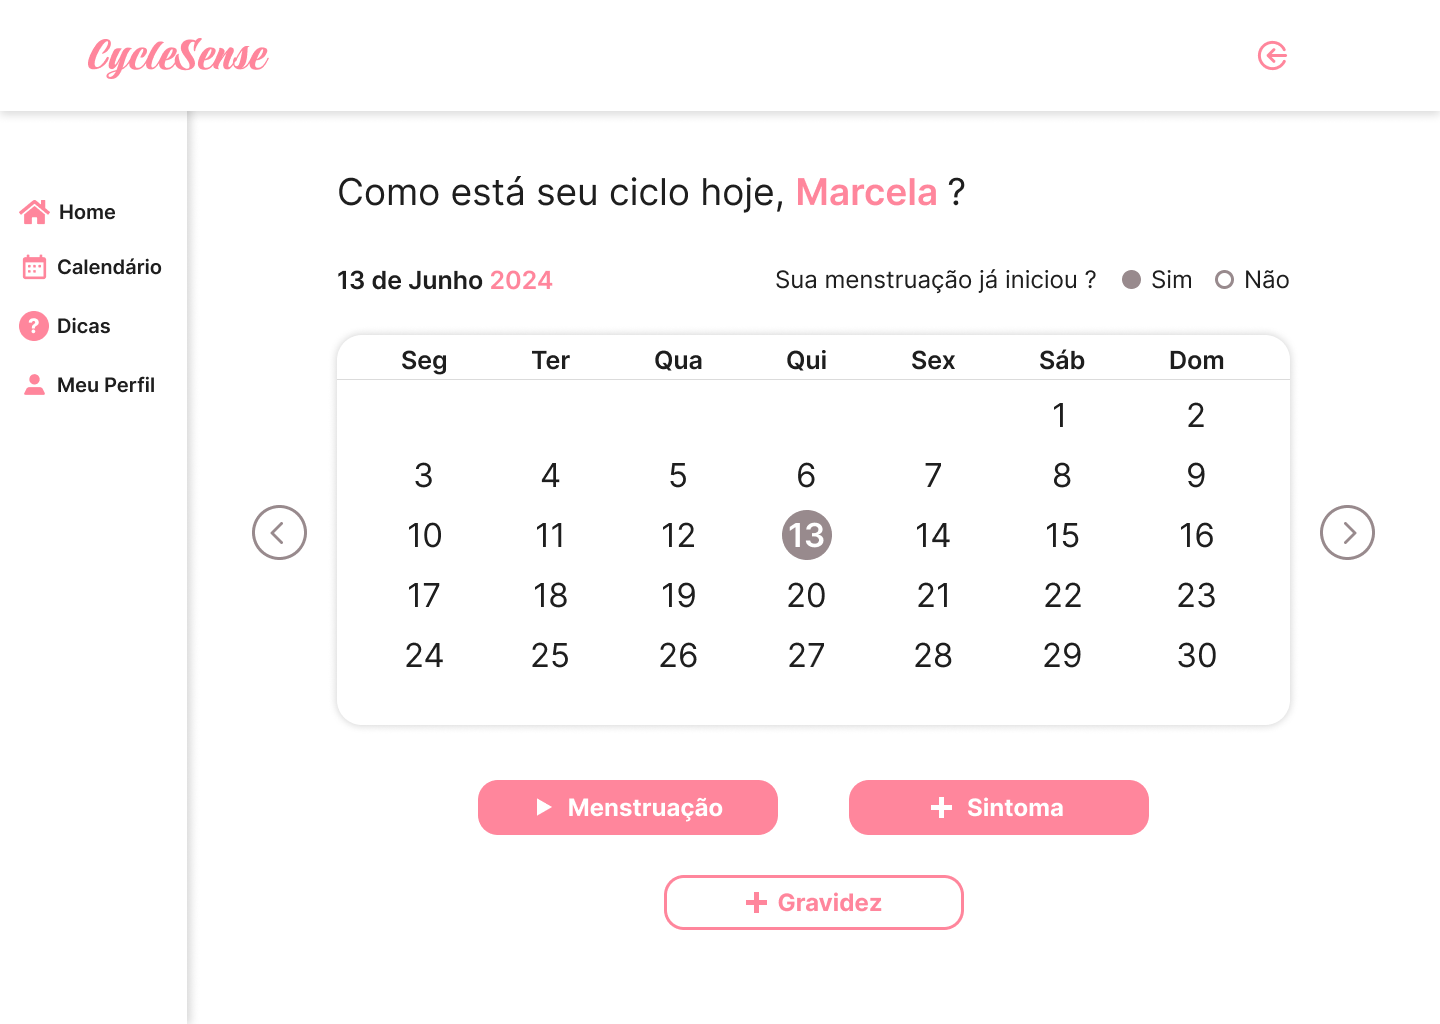 CycleSense
Home
Calendário
Dicas
Meu Perfil
Como está seu ciclo hoje, Marcela ?
13 de Junho 2024
Sua menstruação já iniciou ? Sim Não
Seg Ter Qua Qui Sex Sáb Dom
1 2
3 4 5 6 7 8 9
10 11 12 13 14 15 16
17 18 19 20 21 22 23
24 25 26 27 28 29 30
Menstruação
Sintoma
Gravidez